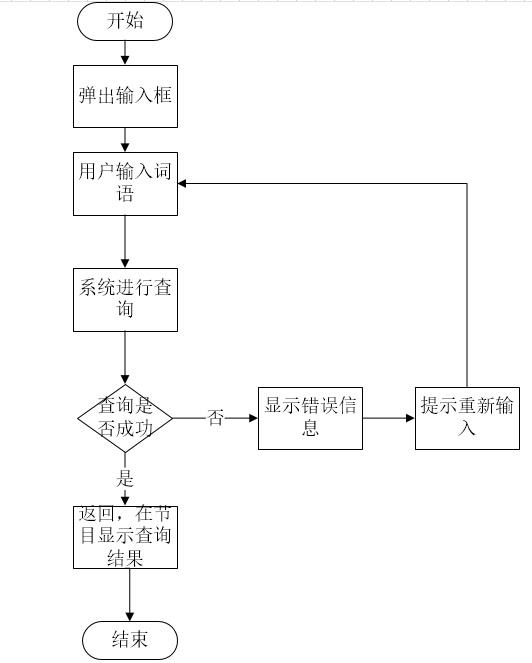 开始
弹出输入框
用户输入词
语
系统进行查
询
查询是
否成功
否
显示错误信
息
提示重新输
入
是
返回，在节
目显示查询
结果
结束